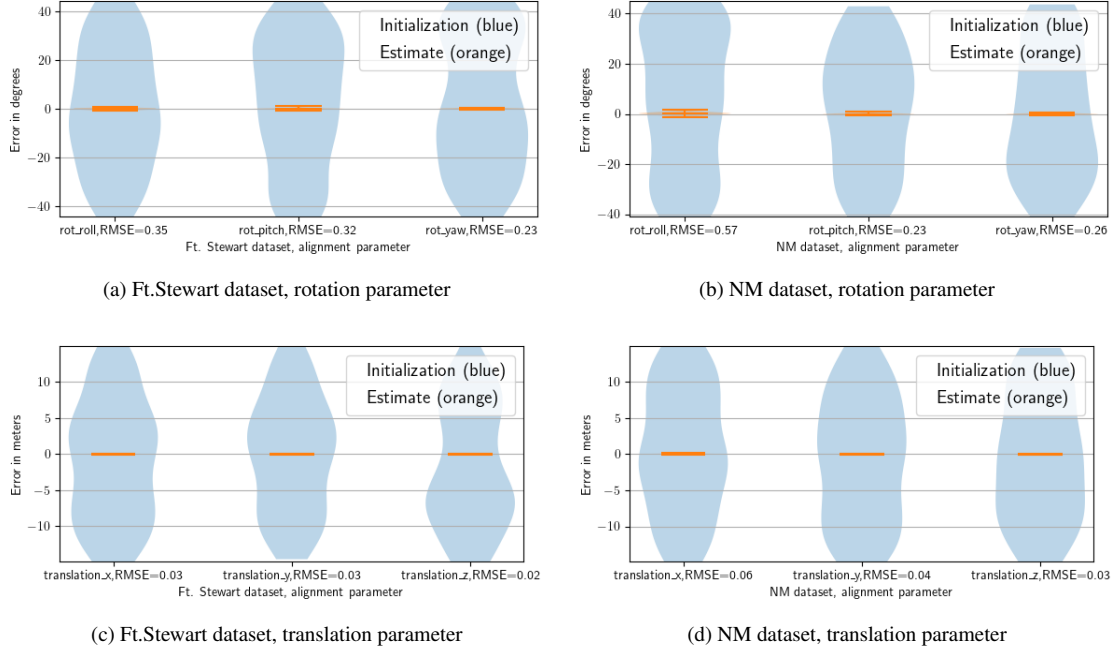 Initialization (blue)
Estimate (orange)
Error in degrees
40
20
0
−20
−40
rot_roll,RMSE=0.35 rot_pitch,RMSE=0.32 rot_yaw,RMSE=0.23
Ft. Stewart dataset, alignment parameter
(a) Ft.Stewart dataset, rotation parameter
Initialization (blue)
Estimate (orange)
Error in degrees
40
20
0
−20
−40
rot_roll,RMSE=0.57 rot_pitch,RMSE=0.23 rot_yaw,RMSE=0.26
NM dataset, alignment parameter
(b) NM dataset, rotation parameter
Initialization (blue)
Estimate (orange)
Error in meters
10
5
0
−5
−10
translation_x,RMSE=0.03 translation_y,RMSE=0.03 translation_z,RMSE=0.02
Ft. Stewart dataset, alignment parameter
(c) Ft.Stewart dataset, translation parameter
Initialization (blue)
Estimate (orange)
Error in meters
10
5
0
−5
−10
translation_x,RMSE=0.06 translation_y,RMSE=0.04 translation_z,RMSE=0.03
NM dataset, alignment parameter
(d) NM dataset, translation parameter